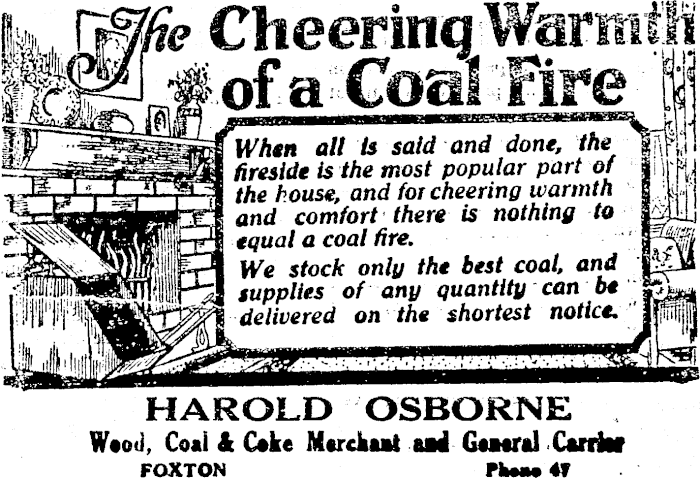 The Cheering Warmth
of a Coal Fire
When all is said and done, the
fireside is the most popular part of
the house, and for cheering warmth
and comfort there is nothing to
equal a coal fire.
We stock only the best coal, and
supplies of any quantity can be
delivered on the shortest notice.
HAROLD OSBORNE
Wood, Coal & Coke Merchant and General Carrier
FOXTON Phone 47